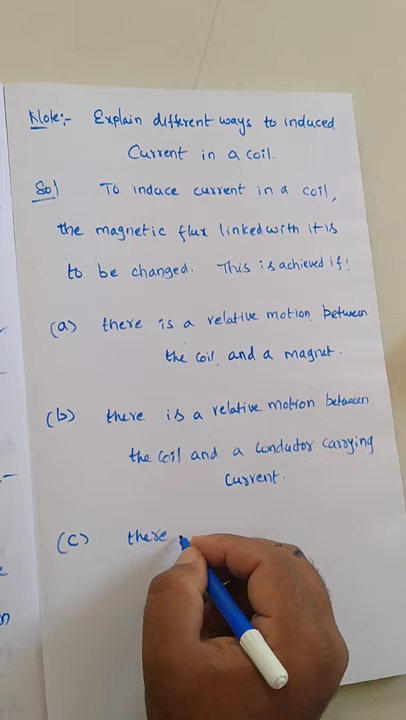 Note:- Explain different ways to induced
Current in a coil.
Sol To induce current in a coil,
the magnetic flux linked with it is
to be changed. This is achieved if:
(a) there is a relative motion between
the coil and a magnet.
(b) there is a relative motion between
the coil and a conductor carrying
Current.
(c) there